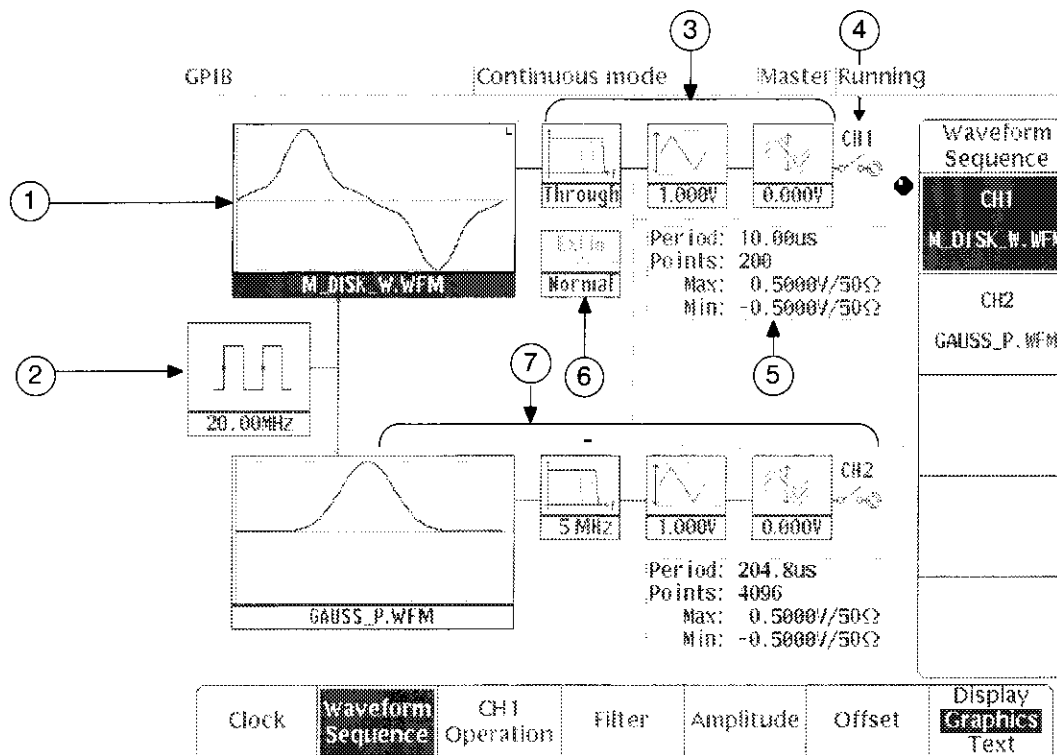 3
4
GPIB
Continuous mode
Master
Running
CH1
Through
1.000V
0.000V
1
M_DISK_W.WFM
Ext in
Normal
Period: 10.00us
Points: 200
Max: 0.5000V/50Ω
Min: -0.5000V/50Ω
Waveform
Sequence
CH1
M_DISK_W.WFM
CH2
GAUSS_P.WFM
2
20.00MHz
7
6
5
CH2
5 MHz
1.000V
0.000V
GAUSS_P.WFM
Period: 204.8us
Points: 4096
Max: 0.5000V/50Ω
Min: -0.5000V/50Ω
Clock
Waveform
Sequence
CH1
Operation
Filter
Amplitude
Offset
Display
Graphics
Text